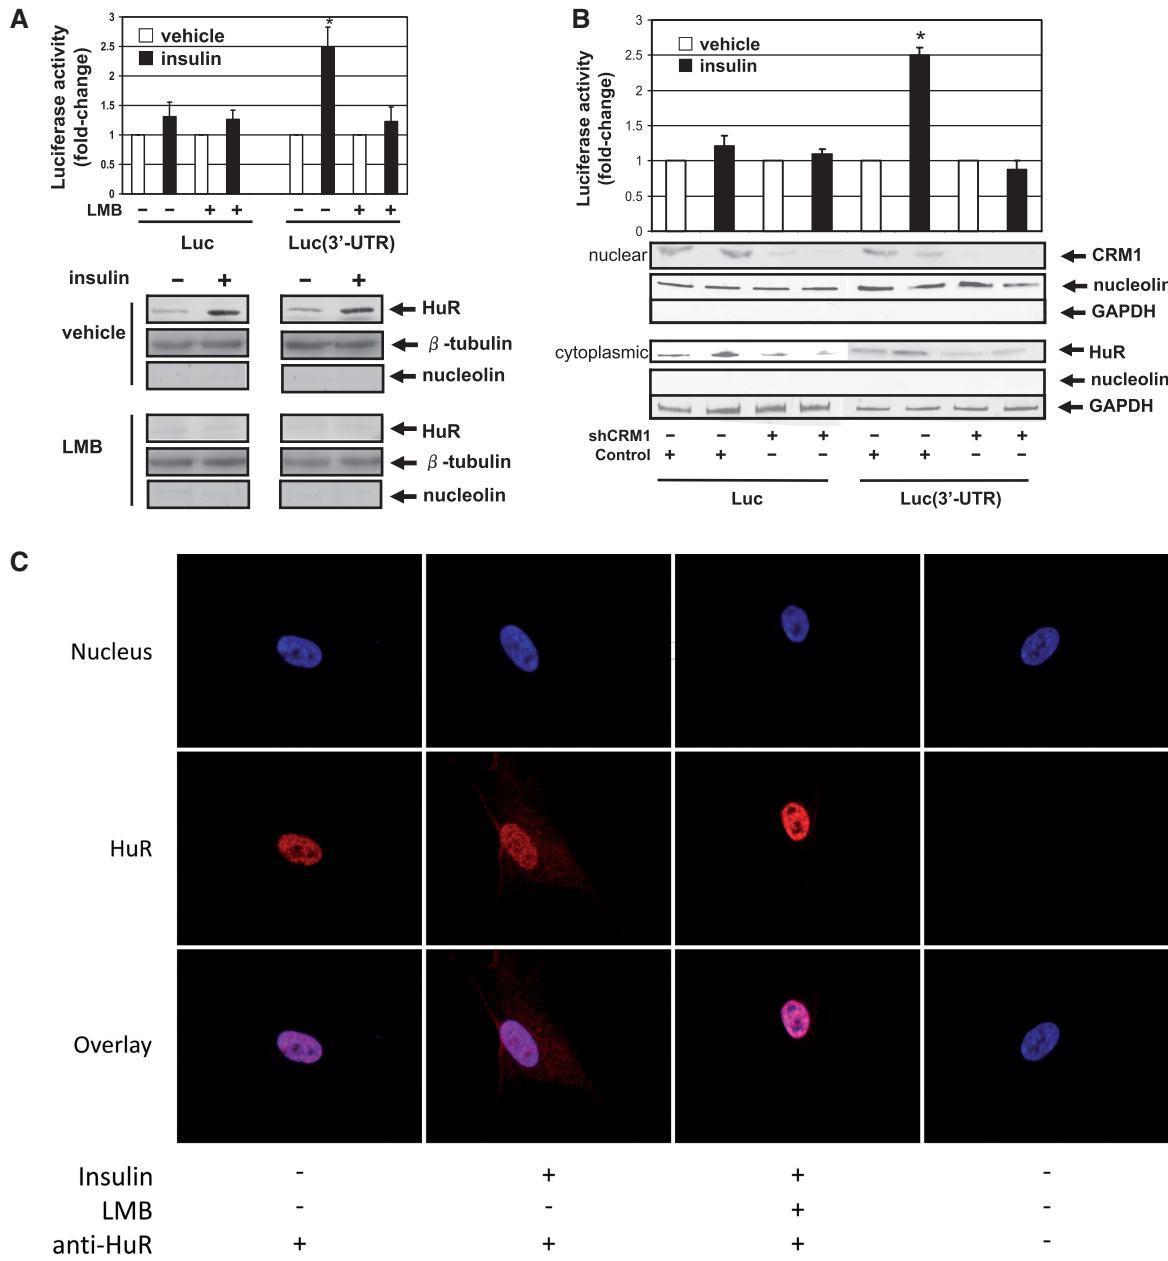 A
Luciferase activity
(fold-change)
3
2.5
2
1.5
1
0.5
0
*
vehicle
insulin
LMB − − + + − − + +
Luc Luc(3’-UTR)
insulin − + − +
vehicle
HuR
β-tubulin
nucleolin
LMB
HuR
β-tubulin
nucleolin
B
Luciferase activity
(fold-change)
3
2.5
2
1.5
1
0.5
0
*
vehicle
insulin
nuclear
CRM1
nucleolin
GAPDH
cytoplasmic
HuR
nucleolin
GAPDH
shCRM1 − − + + − − + +
Control + + − − + + − −
Luc Luc(3’-UTR)
C
Nucleus
HuR
Overlay
Insulin - + + -
LMB - - + -
anti-HuR + + + -